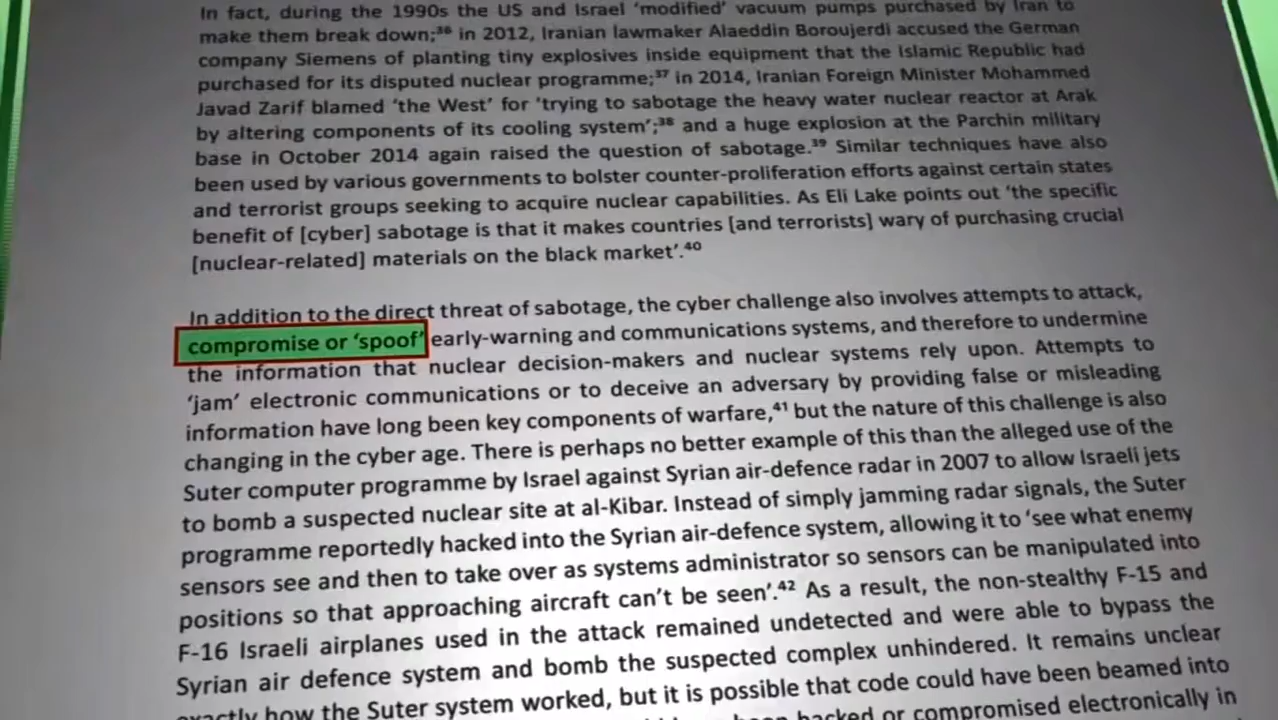 In fact, during the 1990s the US and Israel ‘modified’ vacuum pumps purchased by Iran to
make them break down;³⁶ in 2012, Iranian lawmaker Alaeddin Boroujerdi accused the German
company Siemens of planting tiny explosives inside equipment that the Islamic Republic had
purchased for its disputed nuclear programme;³⁷ in 2014, Iranian Foreign Minister Mohammed
Javad Zarif blamed ‘the West’ for ‘trying to sabotage the heavy water nuclear reactor at Arak
by altering components of its cooling system’;³⁸ and a huge explosion at the Parchin military
base in October 2014 again raised the question of sabotage.³⁹ Similar techniques have also
been used by various governments to bolster counter-proliferation efforts against certain states
and terrorist groups seeking to acquire nuclear capabilities. As Eli Lake points out ‘the specific
benefit of [cyber] sabotage is that it makes countries [and terrorists] wary of purchasing crucial
[nuclear-related] materials on the black market’.⁴⁰
In addition to the direct threat of sabotage, the cyber challenge also involves attempts to attack,
compromise or ‘spoof’ early-warning and communications systems, and therefore to undermine
the information that nuclear decision-makers and nuclear systems rely upon. Attempts to
‘jam’ electronic communications or to deceive an adversary by providing false or misleading
information have long been key components of warfare,⁴¹ but the nature of this challenge is also
changing in the cyber age. There is perhaps no better example of this than the alleged use of the
Suter computer programme by Israel against Syrian air-defence radar in 2007 to allow Israeli jets
to bomb a suspected nuclear site at al-Kibar. Instead of simply jamming radar signals, the Suter
programme reportedly hacked into the Syrian air-defence system, allowing it to ‘see what enemy
sensors see and then to take over as systems administrator so sensors can be manipulated into
positions so that approaching aircraft can’t be seen’.⁴² As a result, the non-stealthy F-15 and
F-16 Israeli airplanes used in the attack remained undetected and were able to bypass the
Syrian air defence system and bomb the suspected complex unhindered. It remains unclear
exactly how the Suter system worked, but it is possible that code could have been beamed into
hacked or compromised electronically in